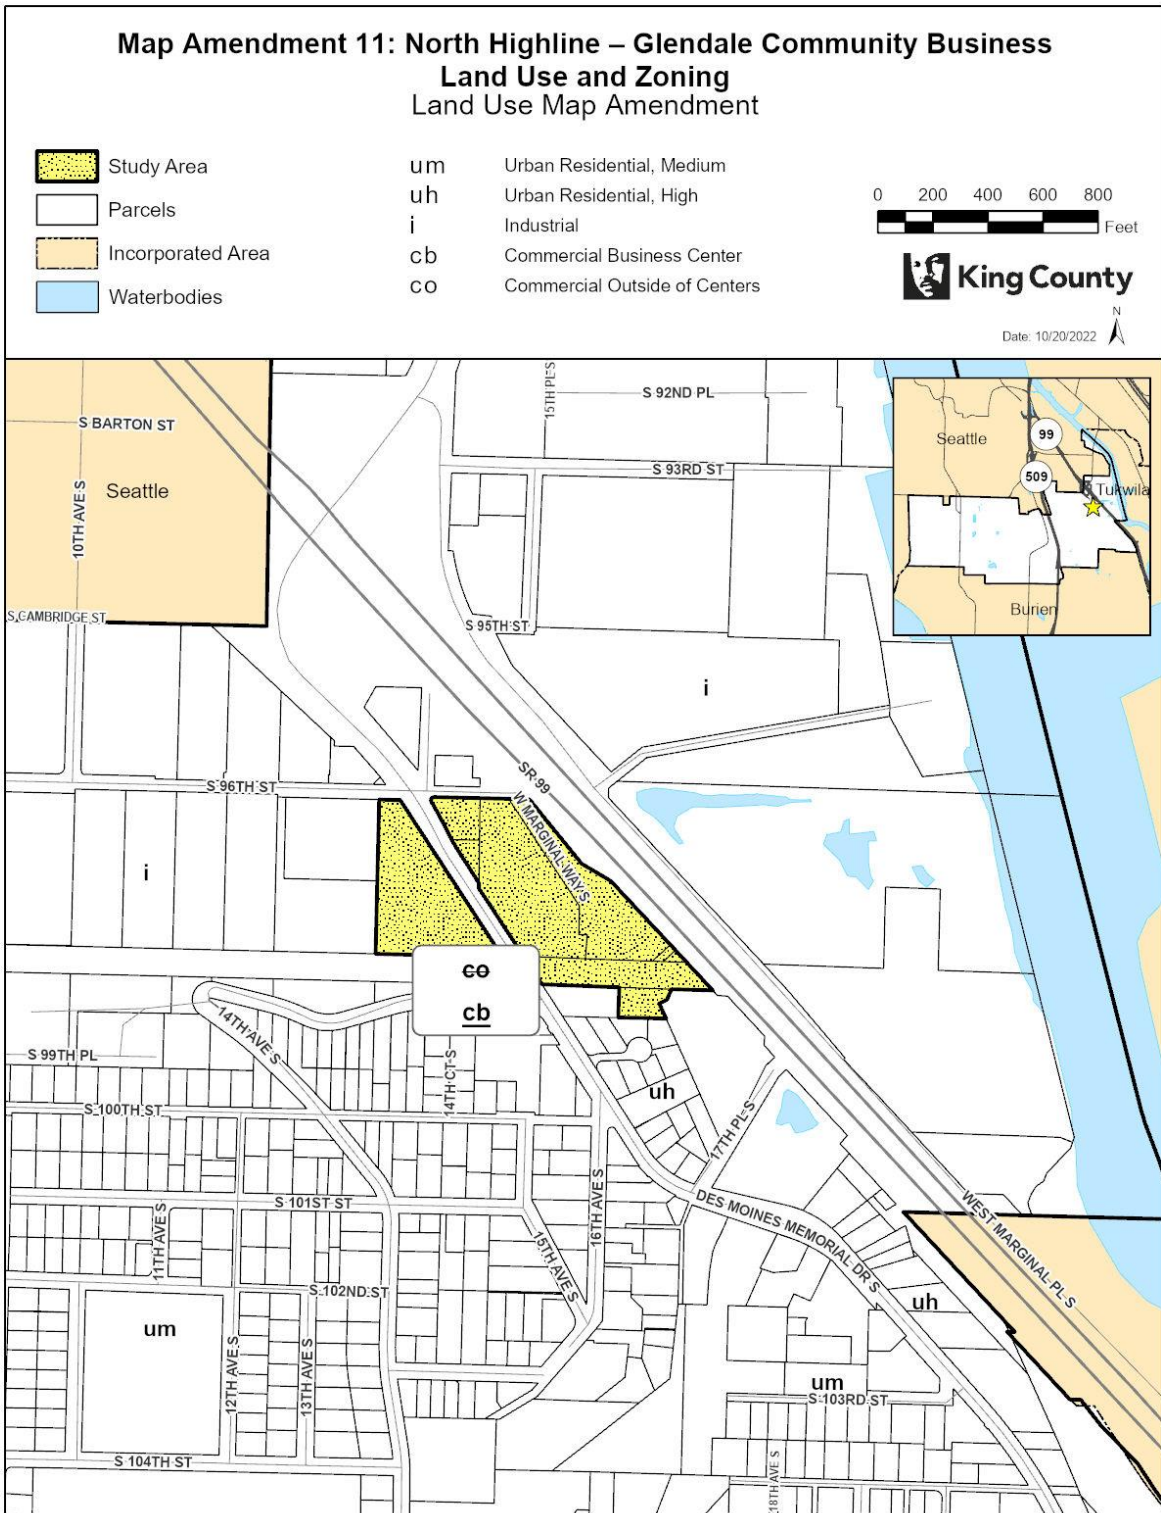 Map Amendment 11: North Highline – Glendale Community Business
Land Use and Zoning
Land Use Map Amendment
Study Area
Parcels
Incorporated Area
Waterbodies
um Urban Residential, Medium
uh Urban Residential, High
i Industrial
cb Commercial Business Center
co Commercial Outside of Centers
0 200 400 600 800
Feet
King County
N
Date: 10/20/2022
S BARTON ST
Seattle
10TH AVE S
S CAMBRIDGE ST
15TH PL S
S 92ND PL
S 93RD ST
S 95TH ST
i
Seattle
99
509
Tukwila
Burien
S 96TH ST
SR 99
W MARGINAL WAY S
i
co
cb
14TH AVE S
S 99TH PL
14TH CT S
uh
S 100TH ST
17TH PL S
S 101ST ST
16TH AVE S
DES MOINES MEMORIAL DR S
WEST MARGINAL PL S
11TH AVE S
15TH AVE S
S 102ND ST
uh
um
12TH AVE S
13TH AVE S
um
S 103RD ST
S 104TH ST
18TH AVE S